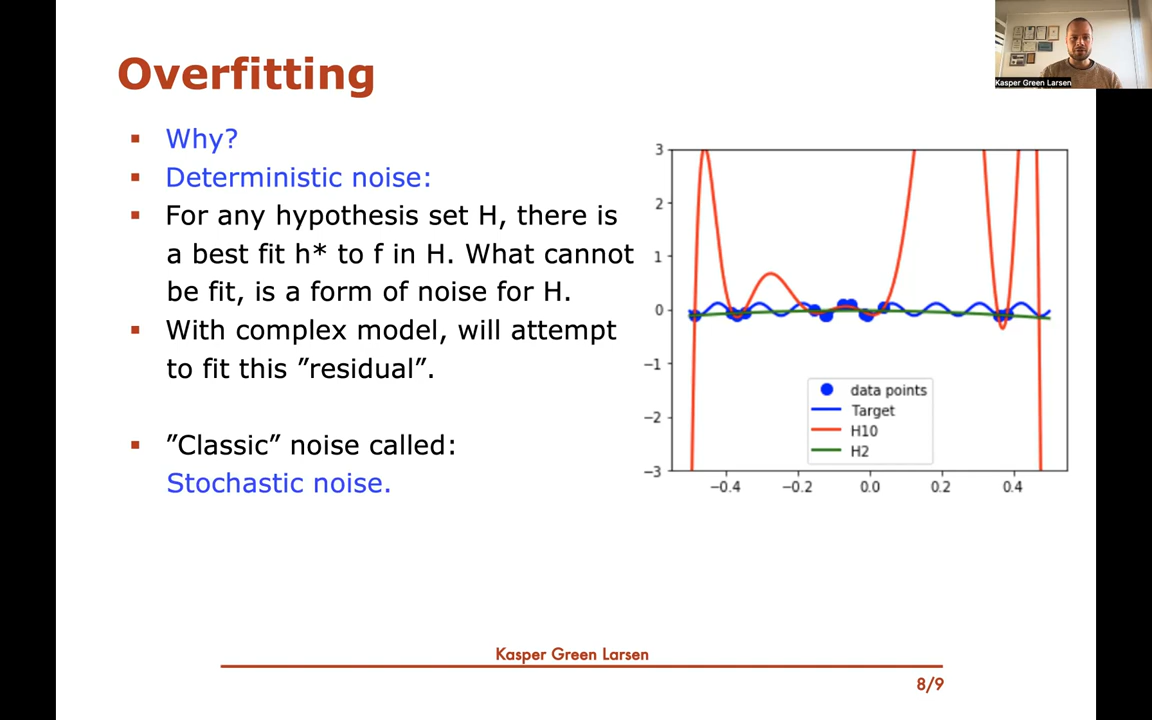 Overfitting
Kasper Green Larsen
▪ Why?
▪ Deterministic noise:
▪ For any hypothesis set H, there is
a best fit h* to f in H. What cannot
be fit, is a form of noise for H.
▪ With complex model, will attempt
to fit this ”residual”.
▪ ”Classic” noise called:
Stochastic noise.
3
2
1
0
−1
−2
−3
data points
Target
H10
H2
−0.4 −0.2 0.0 0.2 0.4
Kasper Green Larsen
8/9